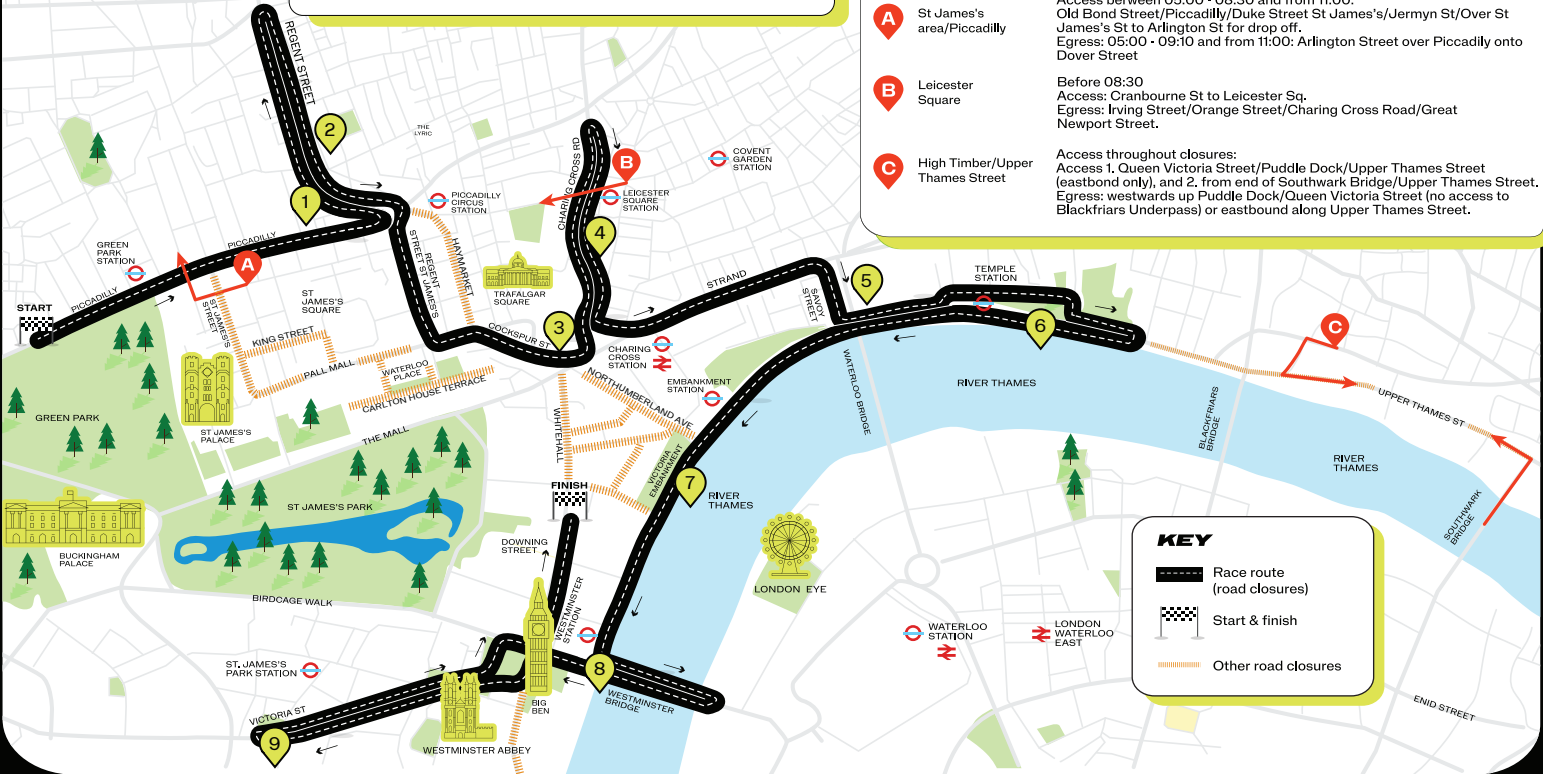 Access berween 05:00 - 08:30 and from 11:00:
A
St James's
area/Piccadilly
Old Bond Street/Piccadilly/Duke Street St James's/Jermyn St/Over St
James's St to Arlington St for drop off.
Egress: 05:00 - 09:10 and from 11:00: Arlington Street over Piccadily onto
Dover Street
B
Leicester
Square
Before 08:30
Access: Cranbourne St to Leicester Sq.
Egress: Irving Street/Orange Street/Charing Cross Road/Great
Newport Street.
C
High Timber/Upper
Thames Street
Access throughout closures:
Access 1. Queen Victoria Street/Puddle Dock/Upper Thames Street
(eastbond only), and 2. from end of Southwark Bridge/Upper Thames Street.
Egress: westwards up Puddle Dock/Queen Victoria Street (no access to
Blackfriars Underpass) or eastbound along Upper Thames Street.
REGENT STREET
2
THE
LYRIC
CHARING CROSS RD
B
COVENT
GARDEN
STATION
1
PICCADILLY
CIRCUS
STATION
LEICESTER
SQUARE
STATION
4
GREEN
PARK
STATION
PICCADILLY
A
REGENT
STREET ST JAMES'S
HAYMARKET
TRAFALGAR
SQUARE
STRAND
SAVOY
STREET
5
TEMPLE
STATION
6
C
START
PICCADILLY
ST JAMES'S
STREET
ST
JAMES'S
SQUARE
KING STREET
PALL MALL
WATERLOO
PLACE
CARLTON HOUSE TERRACE
COCKSPUR ST
3
CHARING
CROSS
STATION
EMBANKMENT
STATION
NORTHUMBERLAND AVE
WHITEHALL
WATERLOO BRIDGE
RIVER THAMES
BLACKFRIARS
BRIDGE
UPPER THAMES ST
RIVER
THAMES
SOUTHWARK
BRIDGE
GREEN PARK
ST JAMES'S
PALACE
THE MALL
VICTORIA
EMBANKMENT
7
RIVER
THAMES
FINISH
ST JAMES'S PARK
BUCKINGHAM
PALACE
DOWNING
STREET
BIRDCAGE WALK
WESTMINSTER
STATION
LONDON EYE
WATERLOO
STATION
LONDON
WATERLOO
EAST
ST. JAMES'S
PARK STATION
8
WESTMINSTER
BRIDGE
BIG
BEN
VICTORIA ST
9
WESTMINSTER ABBEY
KEY
Race route
(road closures)
Start & finish
Other road closures
ENID STREET